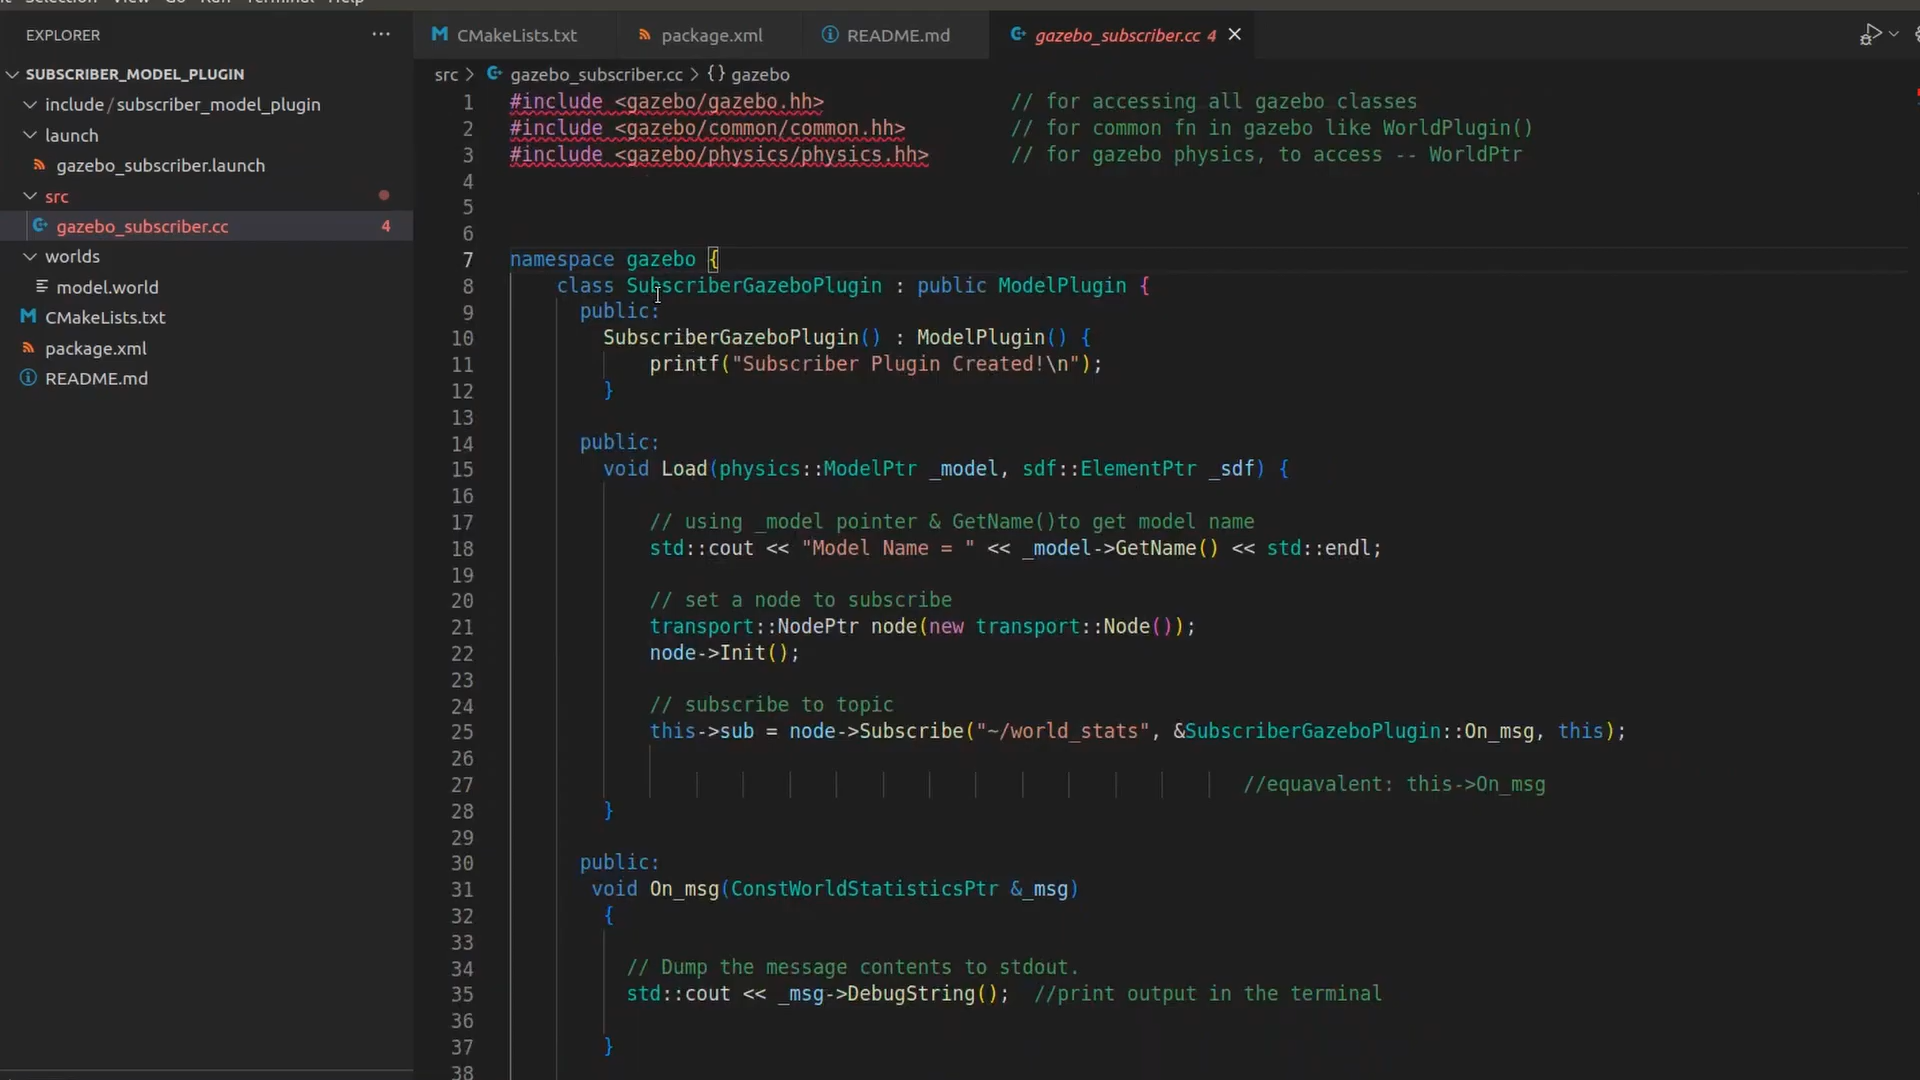 Selection View Go Run Terminal Help
EXPLORER
SUBSCRIBER_MODEL_PLUGIN
include/subscriber_model_plugin
launch
gazebo_subscriber.launch
src
gazebo_subscriber.cc 4
worlds
model.world
CMakeLists.txt
package.xml
README.md
CMakeLists.txt package.xml README.md gazebo_subscriber.cc 4
src > gazebo_subscriber.cc > {} gazebo
1 #include <gazebo/gazebo.hh> // for accessing all gazebo classes
2 #include <gazebo/common/common.hh> // for common fn in gazebo like WorldPlugin()
3 #include <gazebo/physics/physics.hh> // for gazebo physics, to access -- WorldPtr
4
5
6
7 namespace gazebo {
8 class SubscriberGazeboPlugin : public ModelPlugin {
9 public:
10 SubscriberGazeboPlugin() : ModelPlugin() {
11 printf("Subscriber Plugin Created!\n");
12 }
13
14 public:
15 void Load(physics::ModelPtr _model, sdf::ElementPtr _sdf) {
16
17 // using _model pointer & GetName()to get model name
18 std::cout << "Model Name = " << _model->GetName() << std::endl;
19
20 // set a node to subscribe
21 transport::NodePtr node(new transport::Node());
22 node->Init();
23
24 // subscribe to topic
25 this->sub = node->Subscribe("~/world_stats", &SubscriberGazeboPlugin::On_msg, this);
26
27 //equavalent: this->On_msg
28 }
29
30 public:
31 void On_msg(ConstWorldStatisticsPtr &_msg)
32 {
33
34 // Dump the message contents to stdout.
35 std::cout << _msg->DebugString(); //print output in the terminal
36
37 }
38